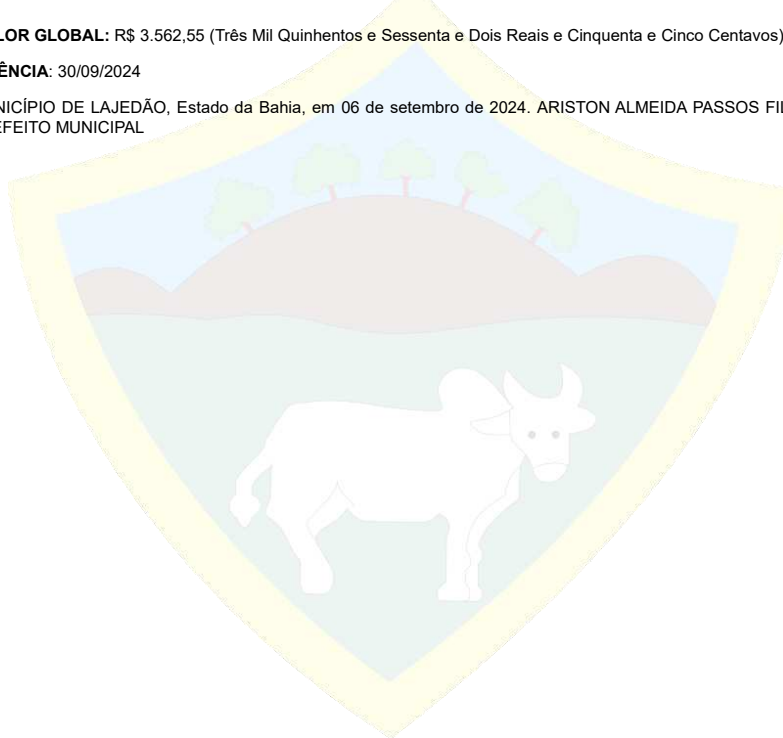 LOR GLOBAL: R$ 3.562,55 (Três Mil Quinhentos e Sessenta e Dois Reais e Cinquenta e Cinco Centavos)
ÊNCIA: 30/09/2024
NICÍPIO DE LAJEDÃO, Estado da Bahia, em 06 de setembro de 2024. ARISTON ALMEIDA PASSOS FIL
EFEITO MUNICIPAL